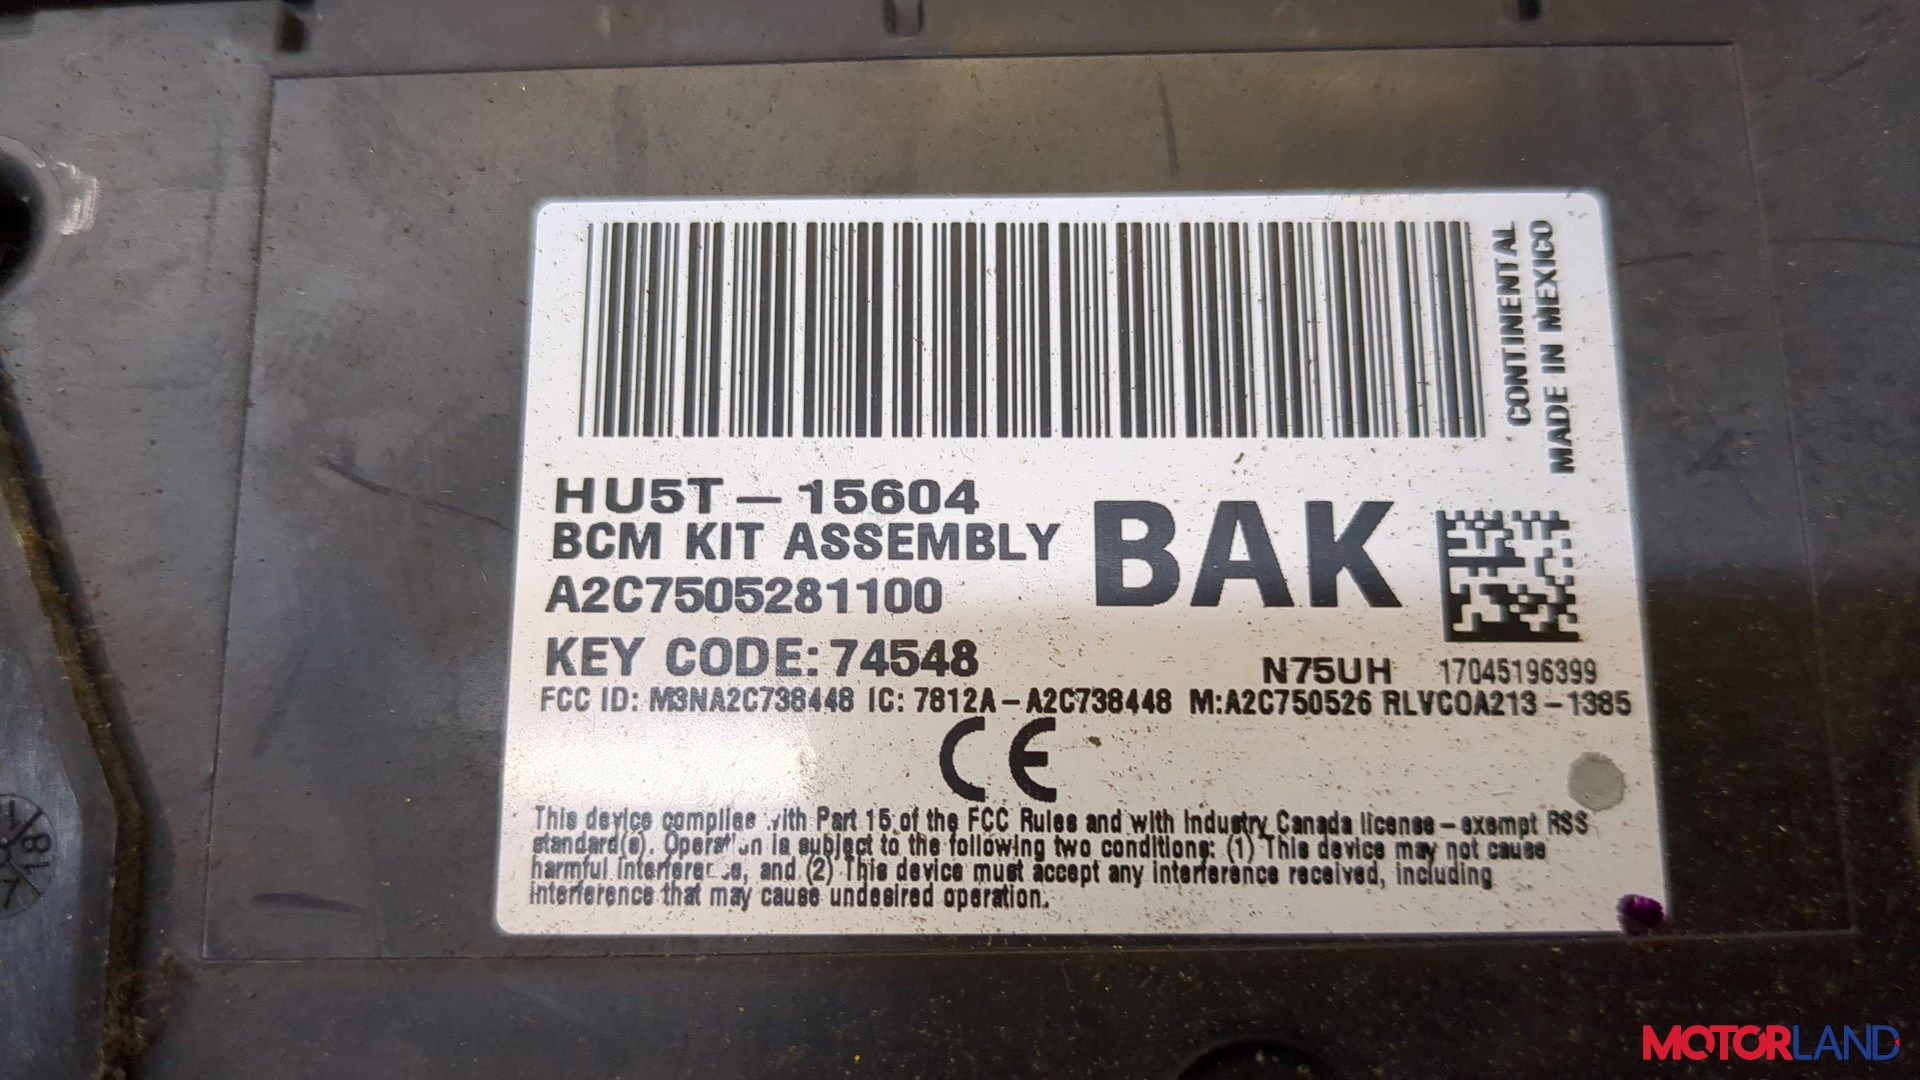 CONTINENTAL
MADE IN MEXICO
HU5T-15604
BCM KIT ASSEMBLY
BAK
A2C7505281100
KEY CODE: 74548
N75UH 17045196399
FCC ID: M3NA2C738448 IC: 7812A-A2C738448 M:A2C750526 RLVCOA213-1385
CE
This device complies with Part 15 of the FCC Rules and with Industry Canada license-exempt RSS
standard(s). Operation is subject to the following two conditions: (1) This device may not cause
harmful interference, and (2) This device must accept any interference received, including
interference that may cause undesired operation.
MOTORLAND